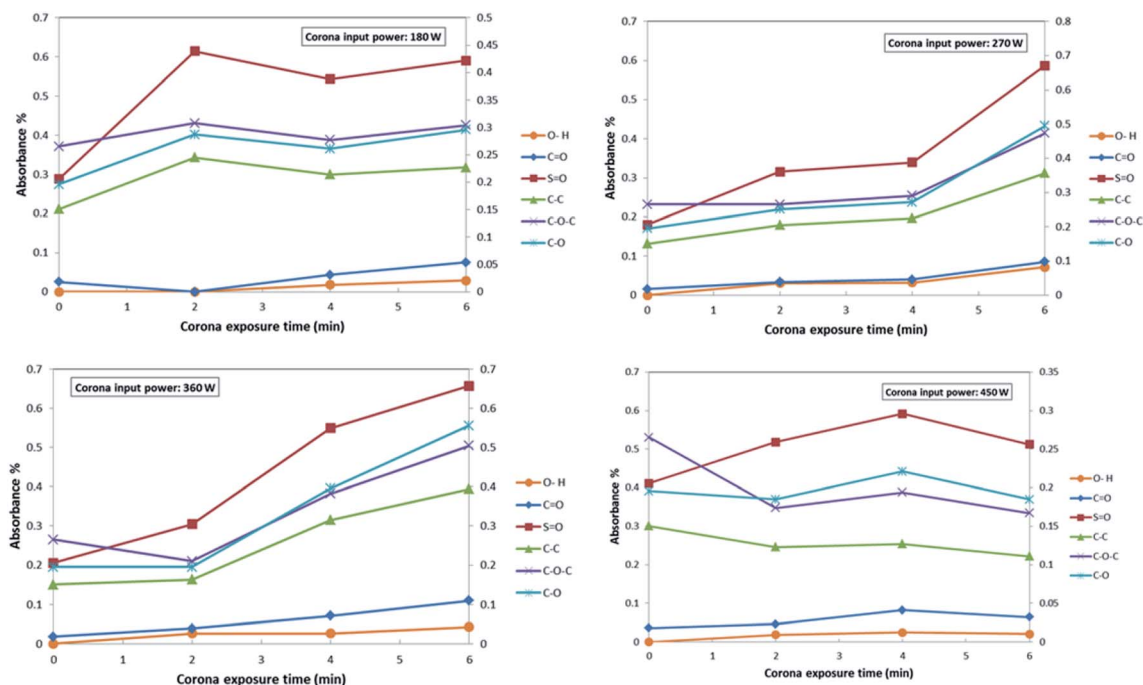 Corona input power: 180 W
Absorbance %
0.7
0.6
0.5
0.4
0.3
0.2
0.1
0
0.5
0.45
0.4
0.35
0.3
0.25
0.2
0.15
0.1
0.05
0
0 1 2 3 4 5 6
Corona exposure time (min)
O- H
C=O
S=O
C-C
C-O-C
C-O
Corona input power: 270 W
Absorbance %
0.7
0.6
0.5
0.4
0.3
0.2
0.1
0
0.8
0.7
0.6
0.5
0.4
0.3
0.2
0.1
0
0 1 2 3 4 5 6
Corona exposure time (min)
O- H
C=O
S=O
C-C
C-O-C
C-O
Corona input power: 360 W
Absorbance %
0.7
0.6
0.5
0.4
0.3
0.2
0.1
0
0.7
0.6
0.5
0.4
0.3
0.2
0.1
0
0 1 2 3 4 5 6
Corona exposure time (min)
O- H
C=O
S=O
C-C
C-O-C
C-O
Corona input power: 450 W
Absorbance %
0.7
0.6
0.5
0.4
0.3
0.2
0.1
0
0.35
0.3
0.25
0.2
0.15
0.1
0.05
0
0 1 2 3 4 5 6
Corona exposure time (min)
O- H
C=O
S=O
C-C
C-O-C
C-O